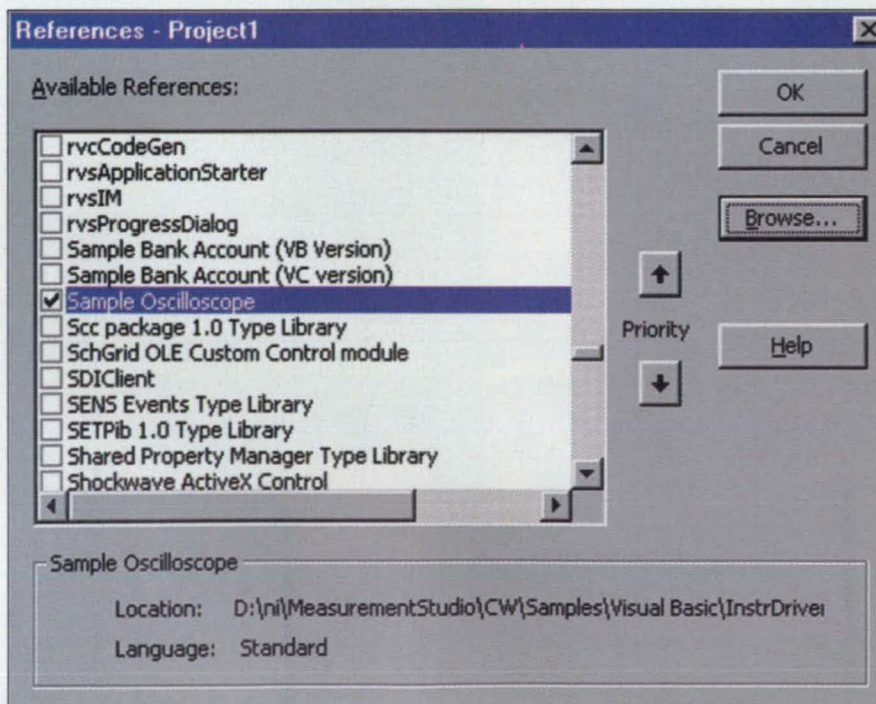 References - Project1
Available References:
rvcCodeGen
rvsApplicationStarter
rvsIM
rvsProgressDialog
Sample Bank Account (VB Version)
Sample Bank Account (VC version)
Sample Oscilloscope
Scc package 1.0 Type Library
SchGrid OLE Custom Control module
SDIClient
SENS Events Type Library
SETPib 1.0 Type Library
Shared Property Manager Type Library
Shockwave ActiveX Control
OK
Cancel
Browse...
Priority
Help
Sample Oscilloscope
Location: D:\ni\MeasurementStudio\CW\Samples\Visual Basic\InstrDriver
Language: Standard